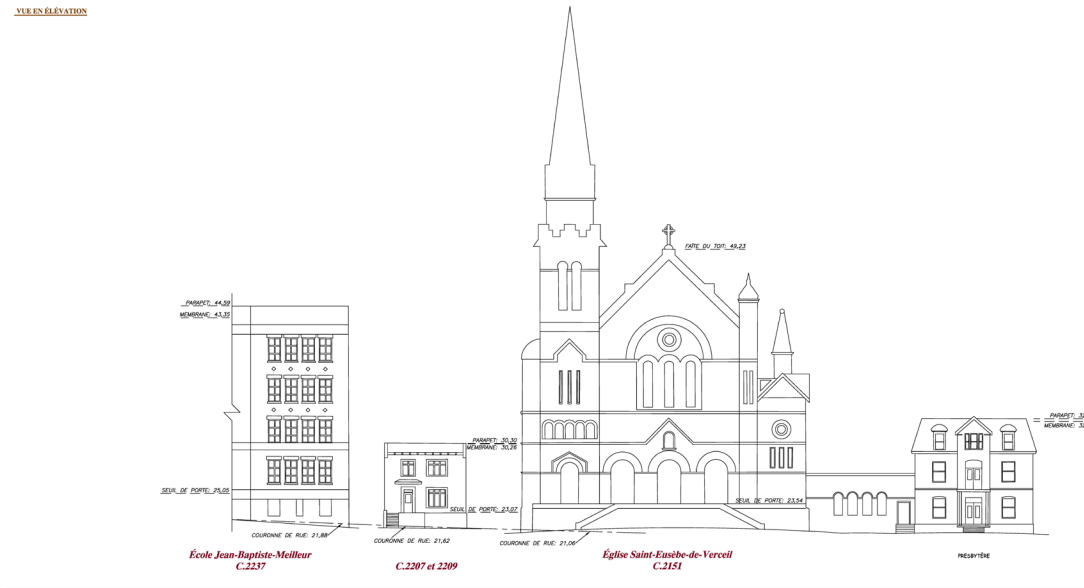 VUE EN ÉLÉVATION
FAÎTE DU TOIT: 49,23
PARAPET: 44,59
MEMBRANE: 43,35
PARAPET: 30,30
MEMBRANE: 30,26
SEUIL DE PORTE: 25,05
SEUIL DE PORTE: 23,07
SEUIL DE PORTE: 23,54
PARAPET: 
MEMBRANE: 
COURONNE DE RUE: 21,88
COURONNE DE RUE: 21,62
COURONNE DE RUE: 21,06
École Jean-Baptiste-Meilleur
C.2237
C.2207 et 2209
Église Saint-Eusèbe-de-Verceil
C.2151
PRESBYTÈRE